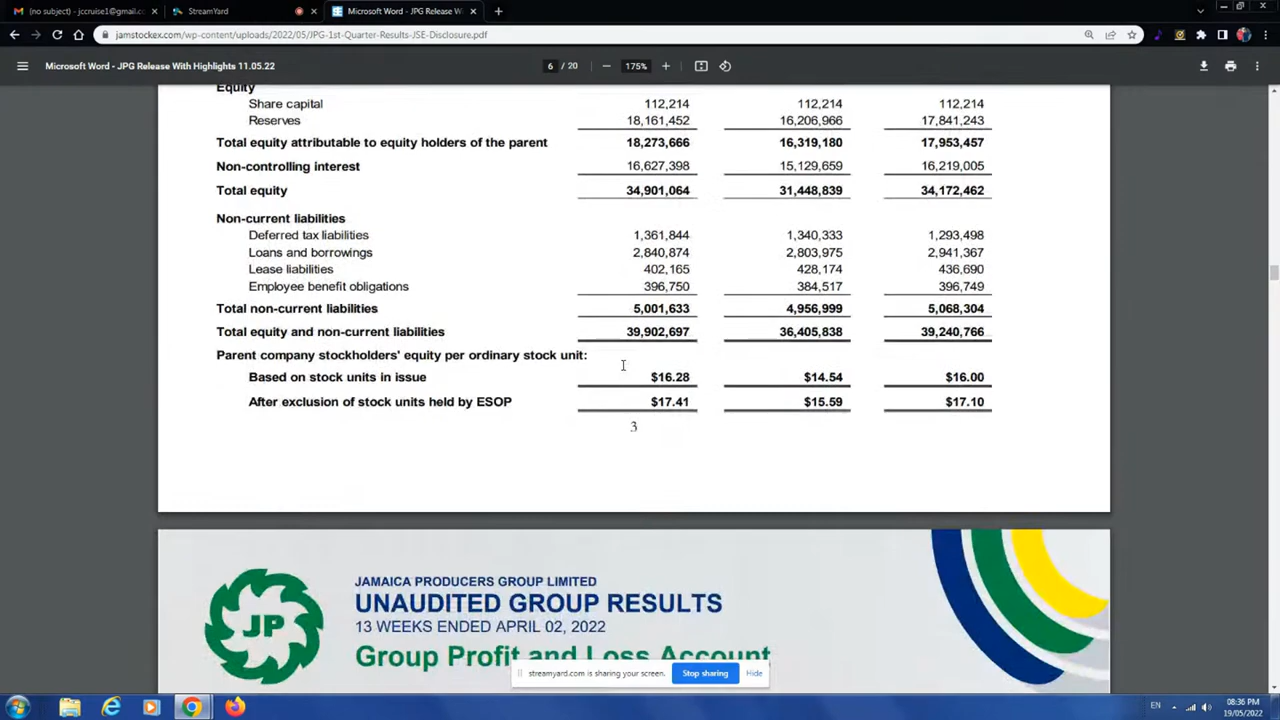 (no subject) - jccruise1@gmail.cc
StreamYard
Microsoft Word - JPG Release W
jamstockex.com/wp-content/uploads/2022/05/JPG-1st-Quarter-Results-JSE-Disclosure.pdf
Microsoft Word - JPG Release With Highlights 11.05.22
6 / 20
175%
Equity
Share capital 112,214 112,214 112,214
Reserves 18,161,452 16,206,966 17,841,243
Total equity attributable to equity holders of the parent 18,273,666 16,319,180 17,953,457
Non-controlling interest 16,627,398 15,129,659 16,219,005
Total equity 34,901,064 31,448,839 34,172,462
Non-current liabilities
Deferred tax liabilities 1,361,844 1,340,333 1,293,498
Loans and borrowings 2,840,874 2,803,975 2,941,367
Lease liabilities 402,165 428,174 436,690
Employee benefit obligations 396,750 384,517 396,749
Total non-current liabilities 5,001,633 4,956,999 5,068,304
Total equity and non-current liabilities 39,902,697 36,405,838 39,240,766
Parent company stockholders' equity per ordinary stock unit:
Based on stock units in issue $16.28 $14.54 $16.00
After exclusion of stock units held by ESOP $17.41 $15.59 $17.10
3
JP
JAMAICA PRODUCERS GROUP LIMITED
UNAUDITED GROUP RESULTS
13 WEEKS ENDED APRIL 02, 2022
Group Profit and Loss Account
streamyard.com is sharing your screen. Stop sharing Hide
EN
08:36 PM
19/05/2022